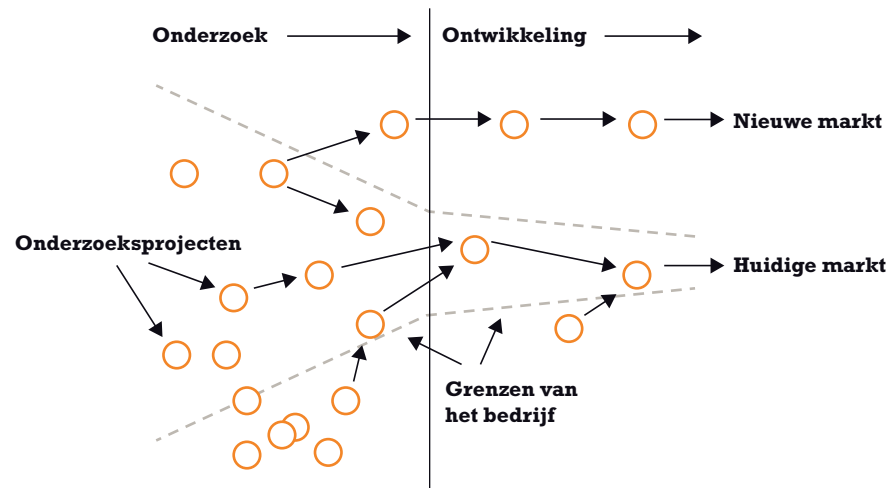 Onderzoek
Ontwikkeling
Nieuwe markt
Onderzoeksprojecten
Huidige markt
Grenzen van
het bedrijf